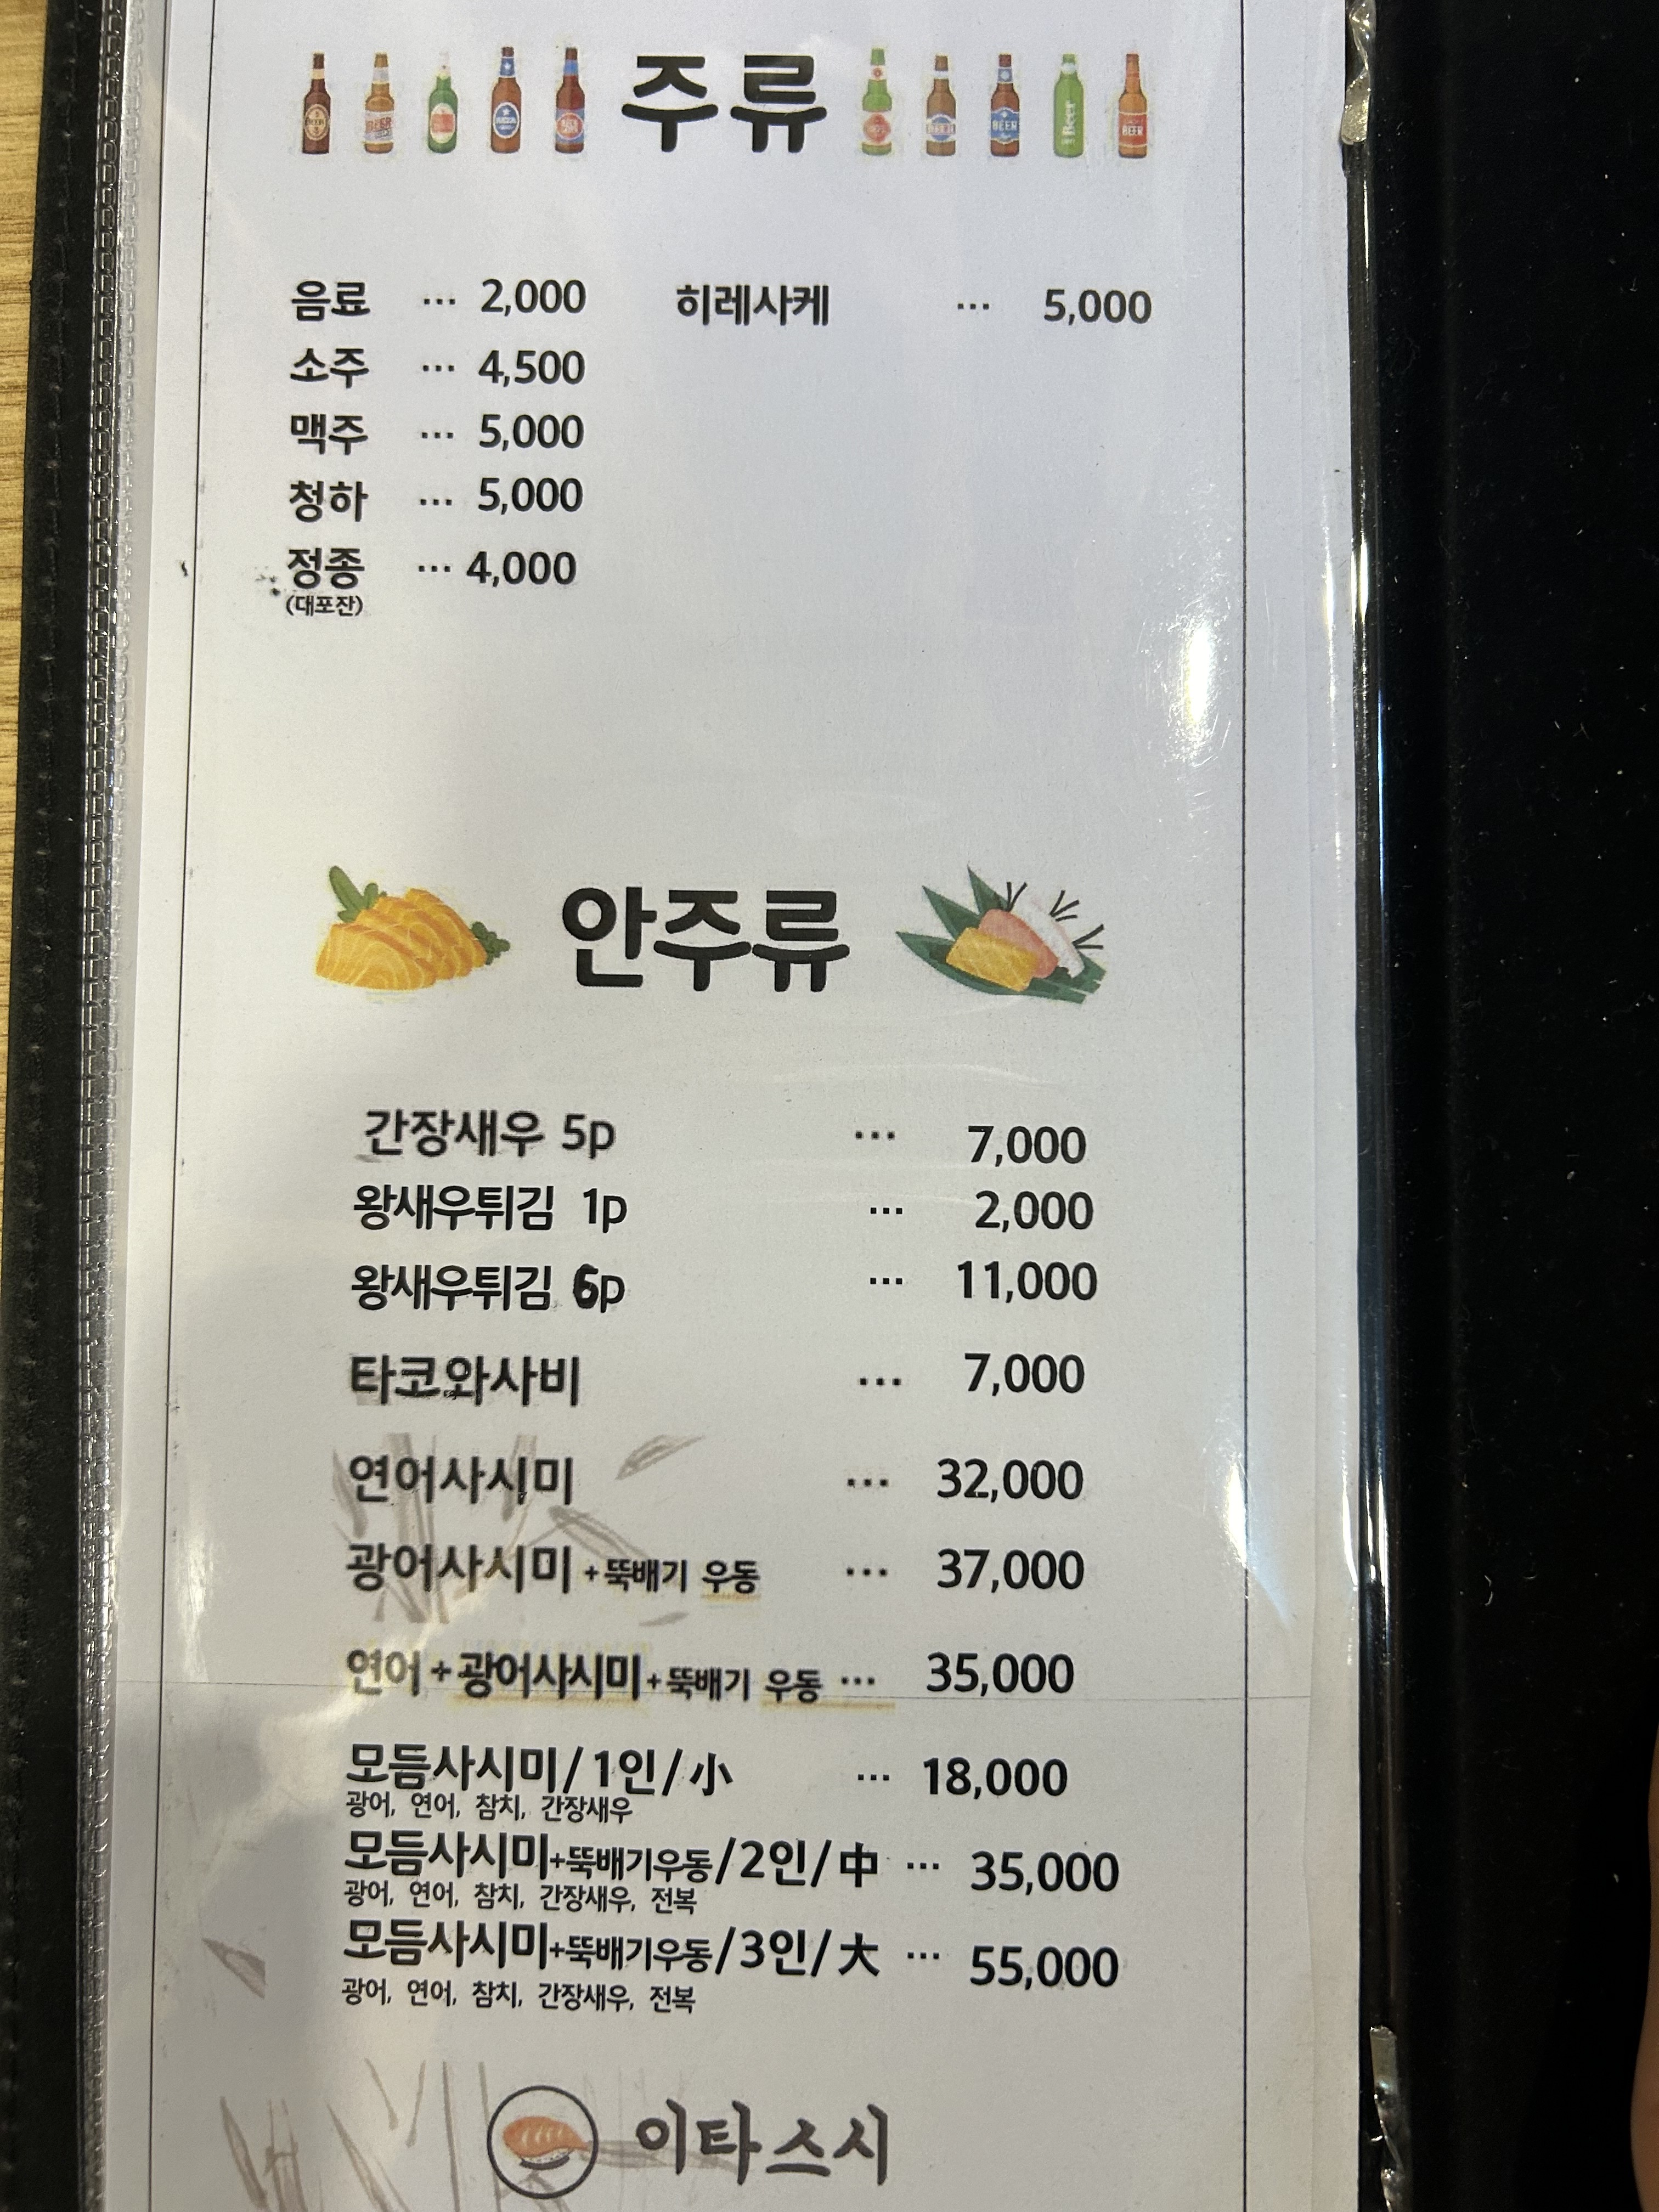 주류
음료 ... 2,000 히레사케 ... 5,000
소주 ... 4,500
맥주 ... 5,000
청하 ... 5,000
정종 ... 4,000
(대포잔)
안주류
간장새우 5p ... 7,000
왕새우튀김 1p ... 2,000
왕새우튀김 6p ... 11,000
타코와사비 ... 7,000
연어사시미 ... 32,000
광어사시미 +뚝배기 우동 ... 37,000
연어+광어사시미+뚝배기 우동 ... 35,000
모듬사시미/1인/小 ... 18,000
광어, 연어, 참치, 간장새우
모듬사시미+뚝배기우동/2인/中 ... 35,000
광어, 연어, 참치, 간장새우, 전복
모듬사시미+뚝배기우동/3인/大 ... 55,000
광어, 연어, 참치, 간장새우, 전복
이타스시